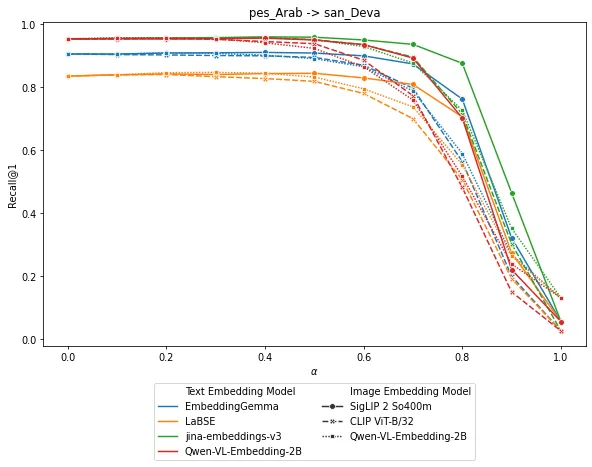 pes_Arab -> san_Deva
Recall@1
1.0
0.8
0.6
0.4
0.2
0.0
0.0 0.2 0.4 0.6 0.8 1.0
α
Text Embedding Model
EmbeddingGemma
LaBSE
jina-embeddings-v3
Qwen-VL-Embedding-2B
Image Embedding Model
SigLIP 2 So400m
CLIP ViT-B/32
Qwen-VL-Embedding-2B